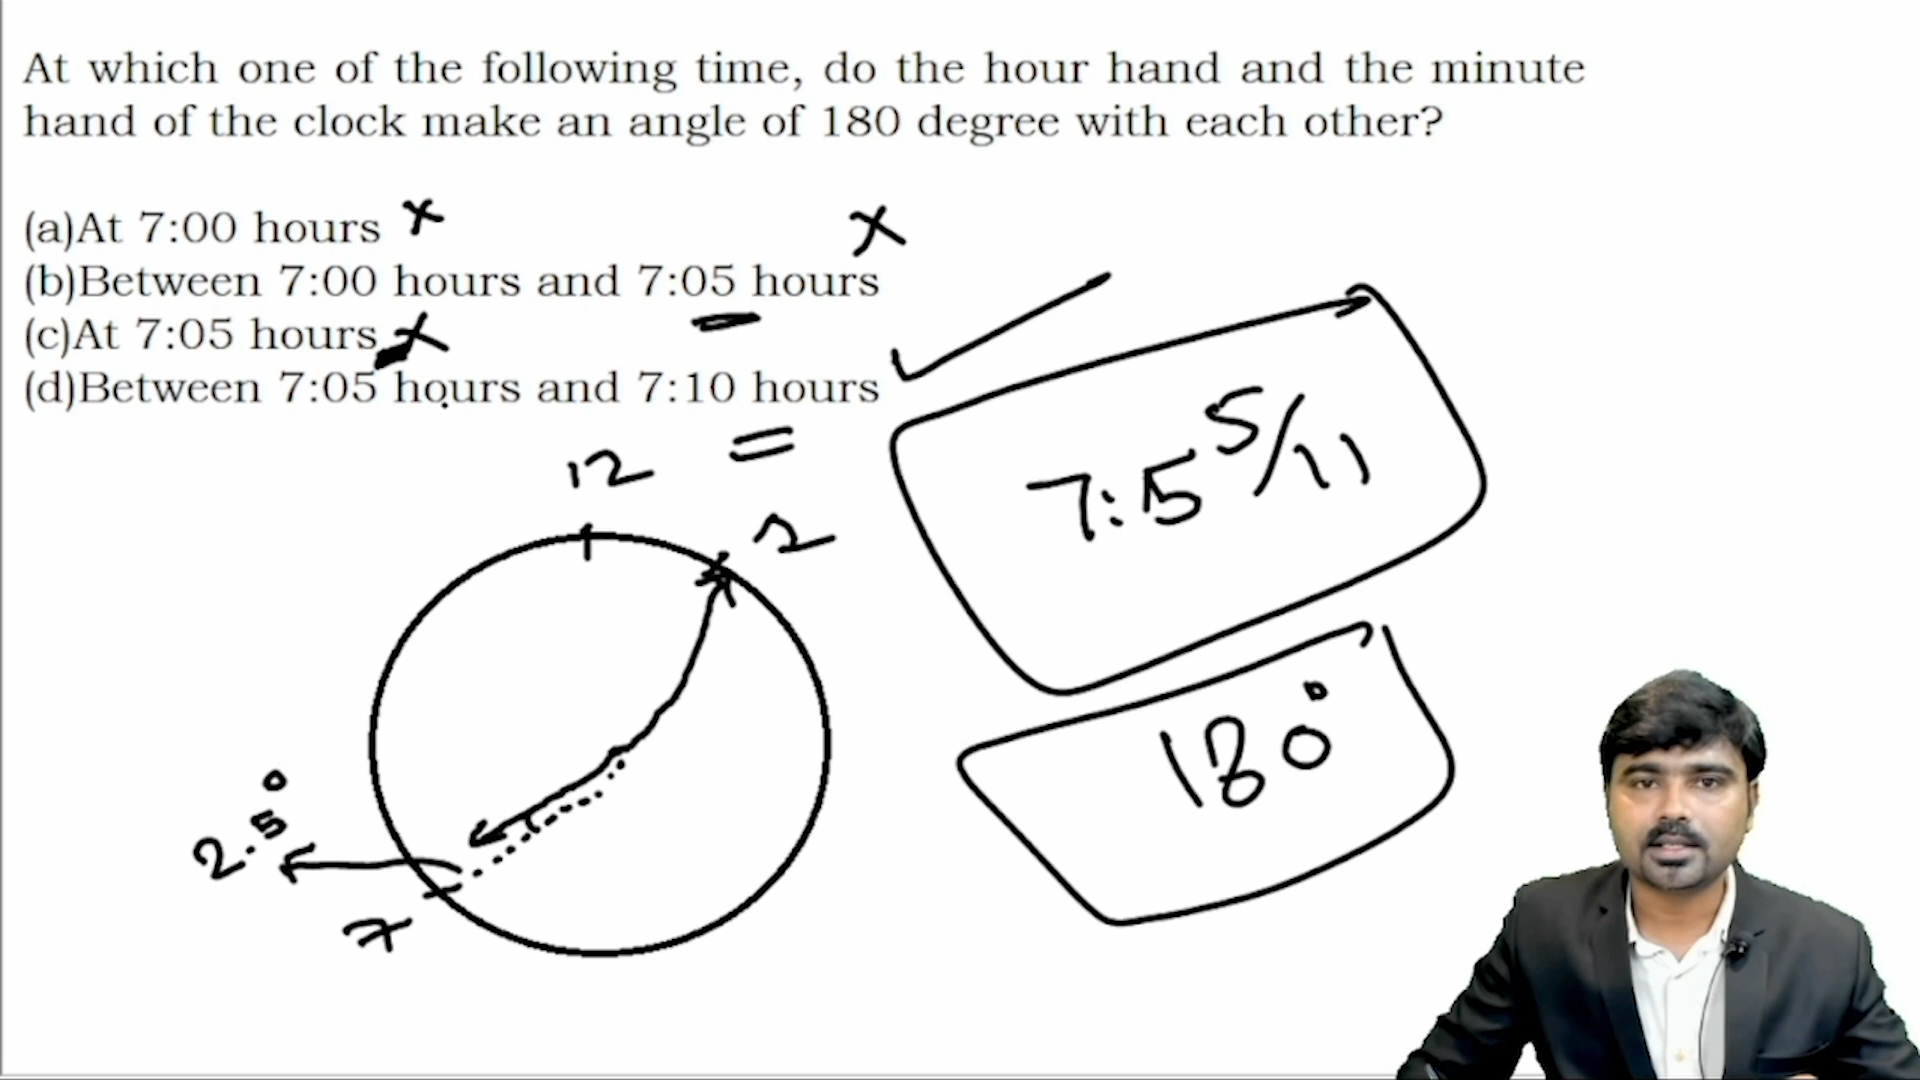 At which one of the following time, do the hour hand and the minute
hand of the clock make an angle of 180 degree with each other?
(a)At 7:00 hours x
(b)Between 7:00 hours and 7:05 hours x
(c)At 7:05 hours x
(d)Between 7:05 hours and 7:10 hours
12
7:5 5/11
180°
2.5°
7